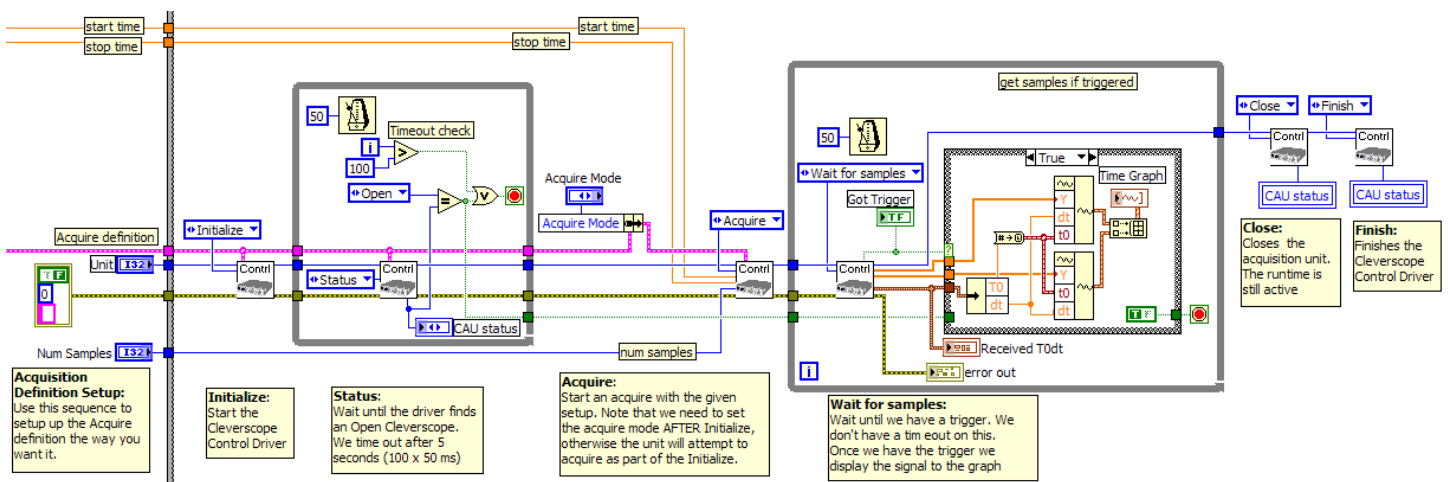 start time
stop time
start time
stop time
get samples if triggered
Close
Finish
Contrl
Contrl
CAU status
CAU status
50
Timeout check
i
100
>
Open
=
v
Acquire Mode
Acquire Mode
50
Wait for samples
Got Trigger
TF
True
Time Graph
Y
dt
t0
Y
t0
dt
T0
dt
?
Acquire definition
Initialize
Acquire
Unit
I32
Contrl
Contrl
Contrl
Contrl
Status
F
0
CAU status
T F
Received T0dt
Num Samples
I32
num samples
error out
i
Acquisition
Definition Setup:
Use this sequence to
setup up the Acquire
definition the way you
want it.
Initialize:
Start the
Cleverscope
Control Driver
Status:
Wait until the driver finds
an Open Cleverscope.
We time out after 5
seconds (100 x 50 ms)
Acquire:
Start an acquire with the given
setup. Note that we need to set
the acquire mode AFTER Initialize,
otherwise the unit will attempt to
acquire as part of the Initialize.
Wait for samples:
Wait until we have a trigger. We
don't have a tim eout on this.
Once we have the trigger we
display the signal to the graph
Close:
Closes the
acquisition unit.
The runtime is
still active
Finish:
Finishes the
Cleverscope
Control Driver